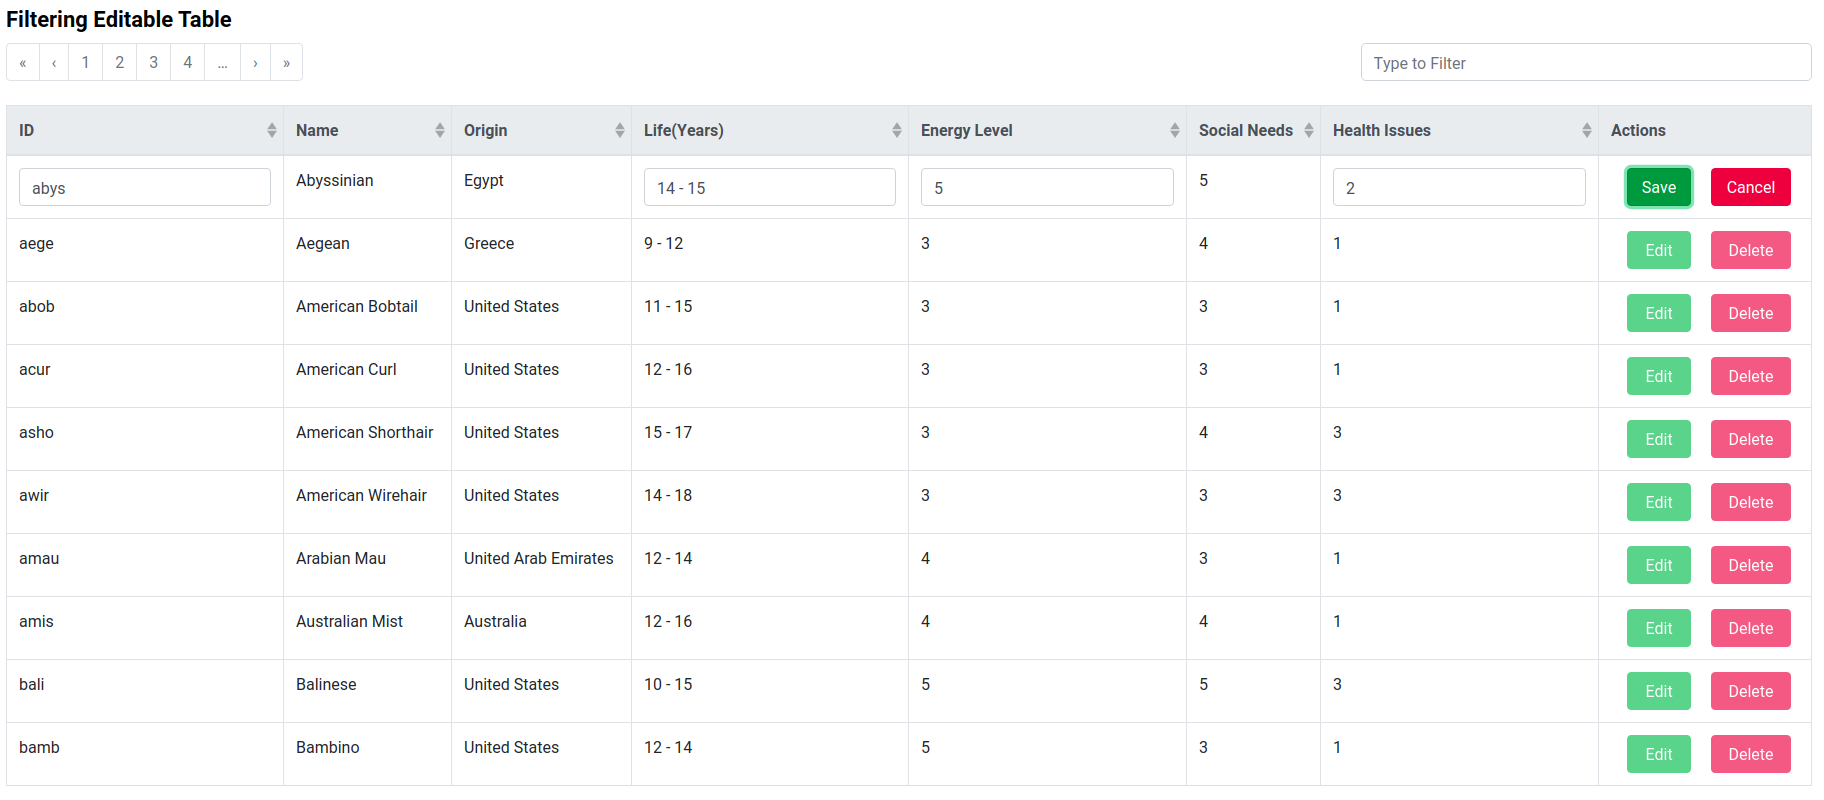 Filtering Editable Table
« ‹ 1 2 3 4 ... › » Type to Filter
ID Name Origin Life(Years) Energy Level Social Needs Health Issues Actions
abys Abyssinian Egypt 14 - 15 5 5 2 Save Cancel
aege Aegean Greece 9 - 12 3 4 1 Edit Delete
abob American Bobtail United States 11 - 15 3 3 1 Edit Delete
acur American Curl United States 12 - 16 3 3 1 Edit Delete
asho American Shorthair United States 15 - 17 3 4 3 Edit Delete
awir American Wirehair United States 14 - 18 3 3 3 Edit Delete
amau Arabian Mau United Arab Emirates 12 - 14 4 3 1 Edit Delete
amis Australian Mist Australia 12 - 16 4 4 1 Edit Delete
bali Balinese United States 10 - 15 5 5 3 Edit Delete
bamb Bambino United States 12 - 14 5 3 1 Edit Delete